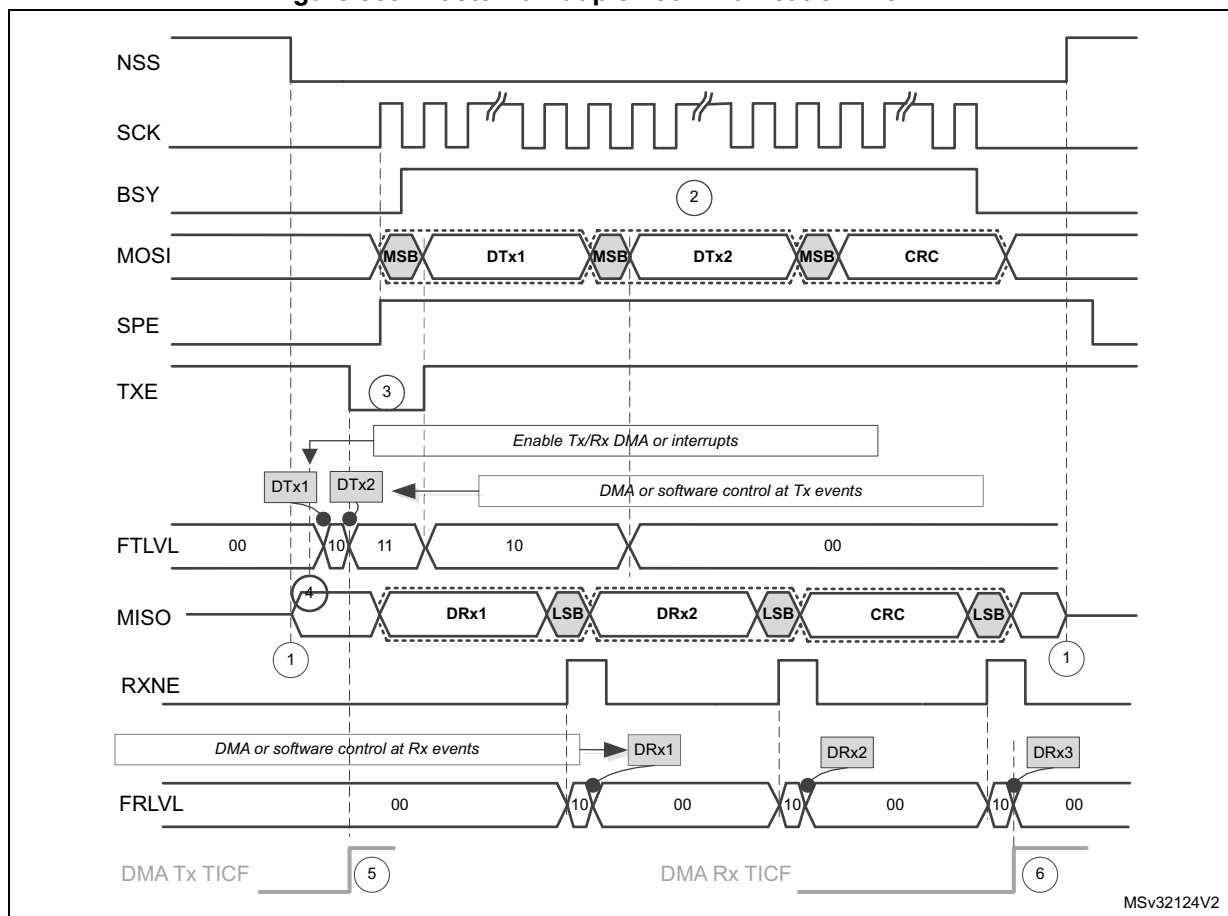 NSS
SCK
BSY
2
MOSI
MSB DTx1 MSB DTx2 MSB CRC
SPE
TXE
3
Enable Tx/Rx DMA or interrupts
DTx1 DTx2
DMA or software control at Tx events
FTLVL 00 10 11 10 00
4
MISO DRx1 LSB DRx2 LSB CRC LSB
1 1
RXNE
DMA or software control at Rx events DRx1 DRx2 DRx3
FRLVL 00 10 00 10 00 10 00
DMA Tx TICF 5 DMA Rx TICF 6
MSv32124V2